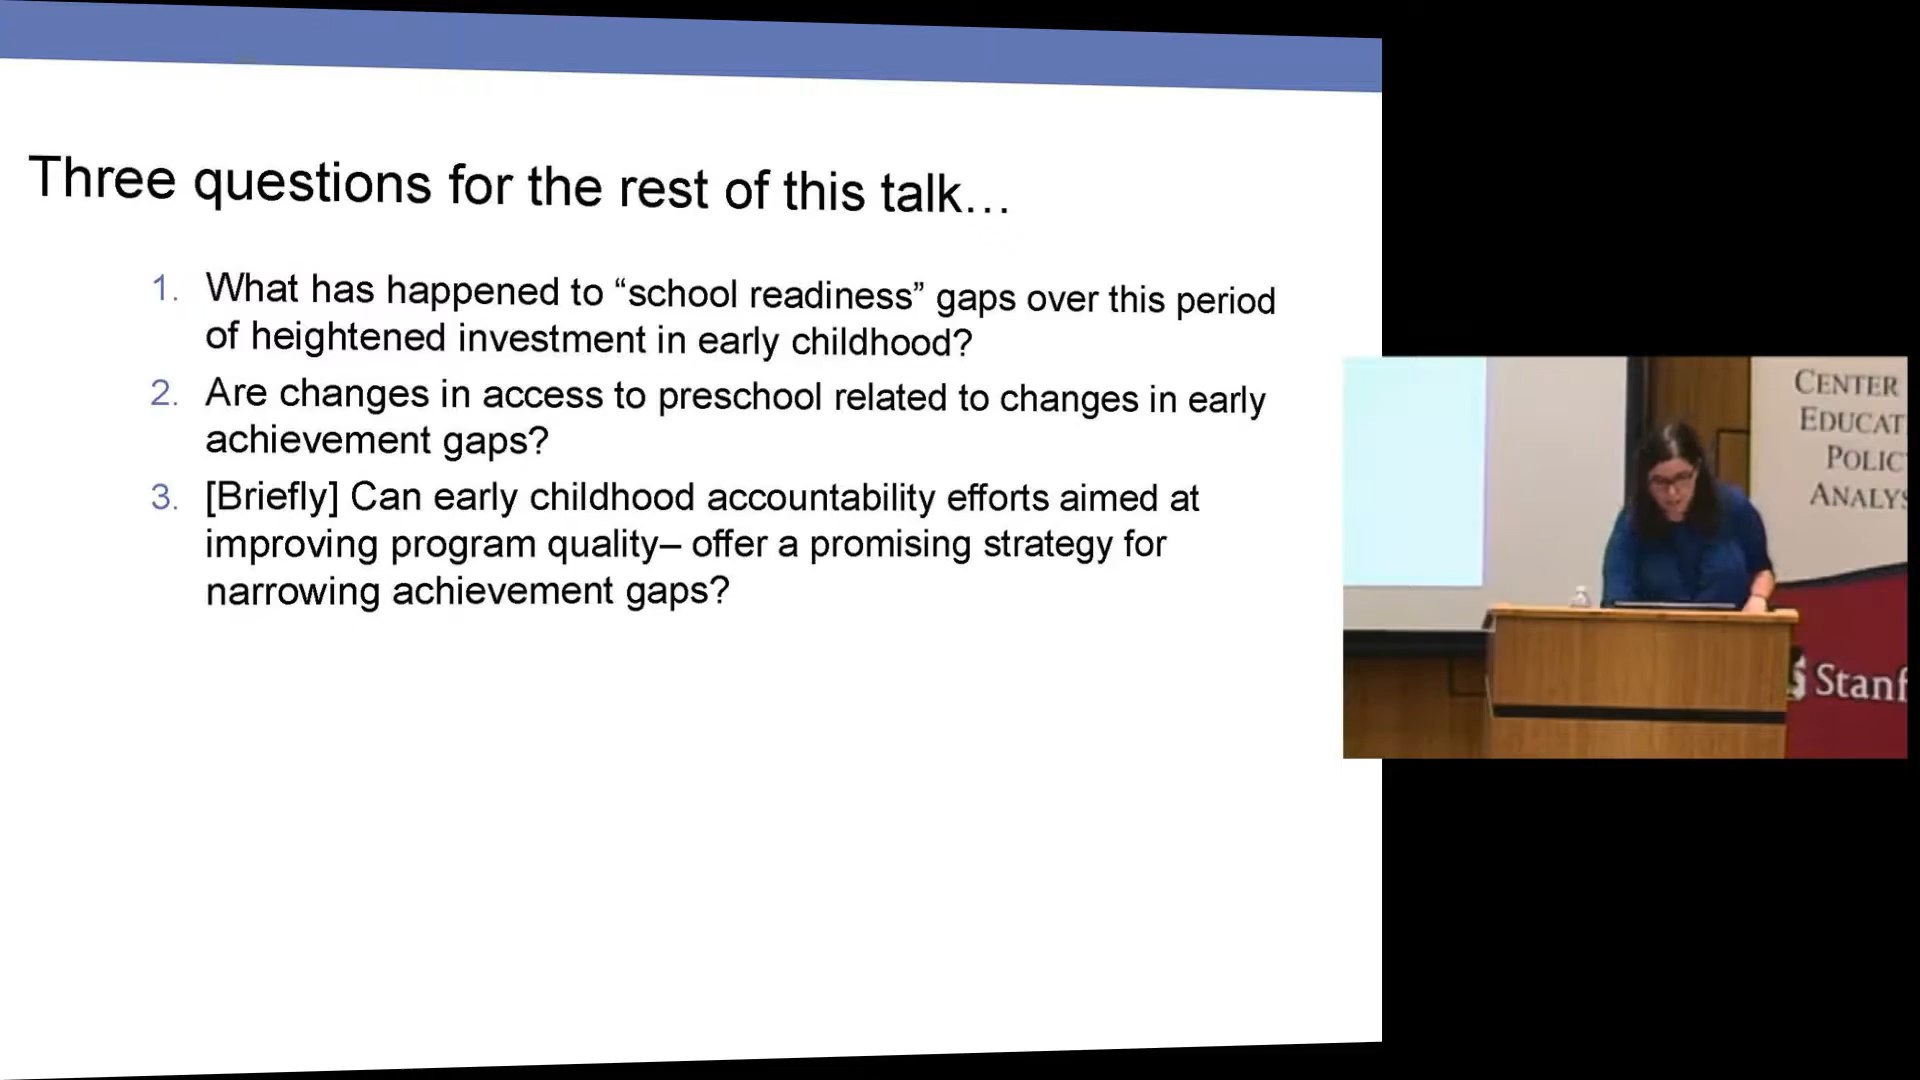 Three questions for the rest of this talk…
1. What has happened to “school readiness” gaps over this period
of heightened investment in early childhood?
2. Are changes in access to preschool related to changes in early
achievement gaps?
3. [Briefly] Can early childhood accountability efforts aimed at
improving program quality– offer a promising strategy for
narrowing achievement gaps?
CENTER
EDUCAT
POLIC
ANALYS
Stanf